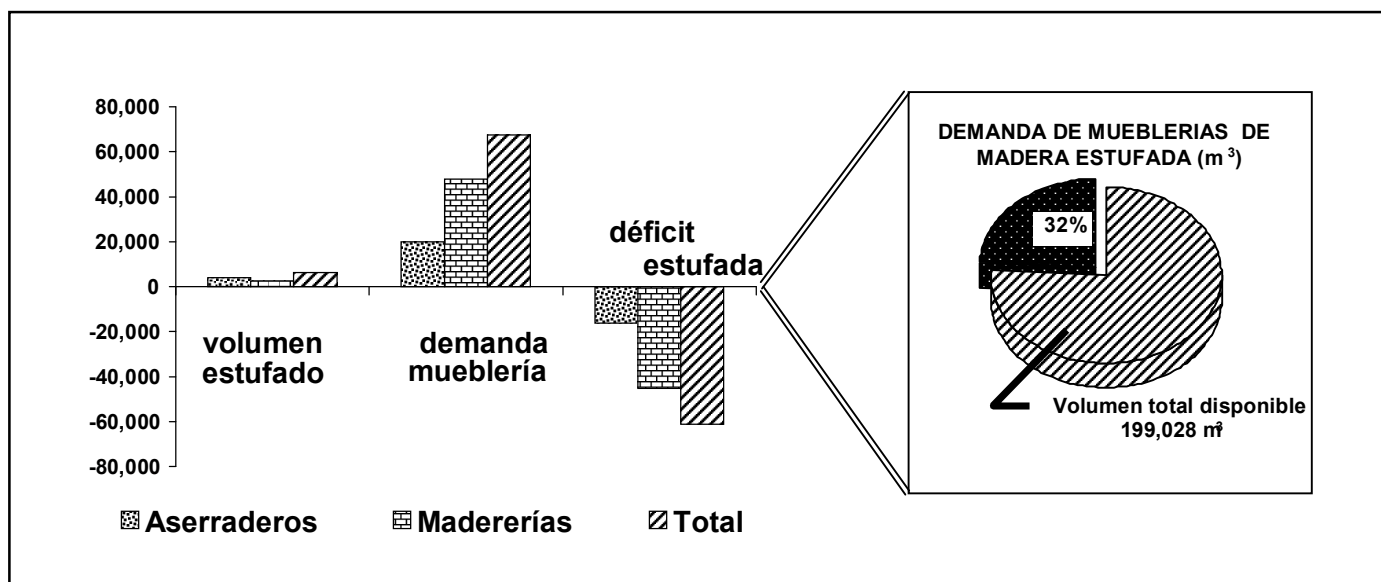 80,000
60,000
40,000
20,000
0
-20,000
-40,000
-60,000
-80,000
volumen
estufado
demanda
mueblería
déficit
estufada
Aserraderos
Madererías
Total
DEMANDA DE MUEBLERIAS DE
MADERA ESTUFADA (m³)
32%
Volumen total disponible
199,028 m³